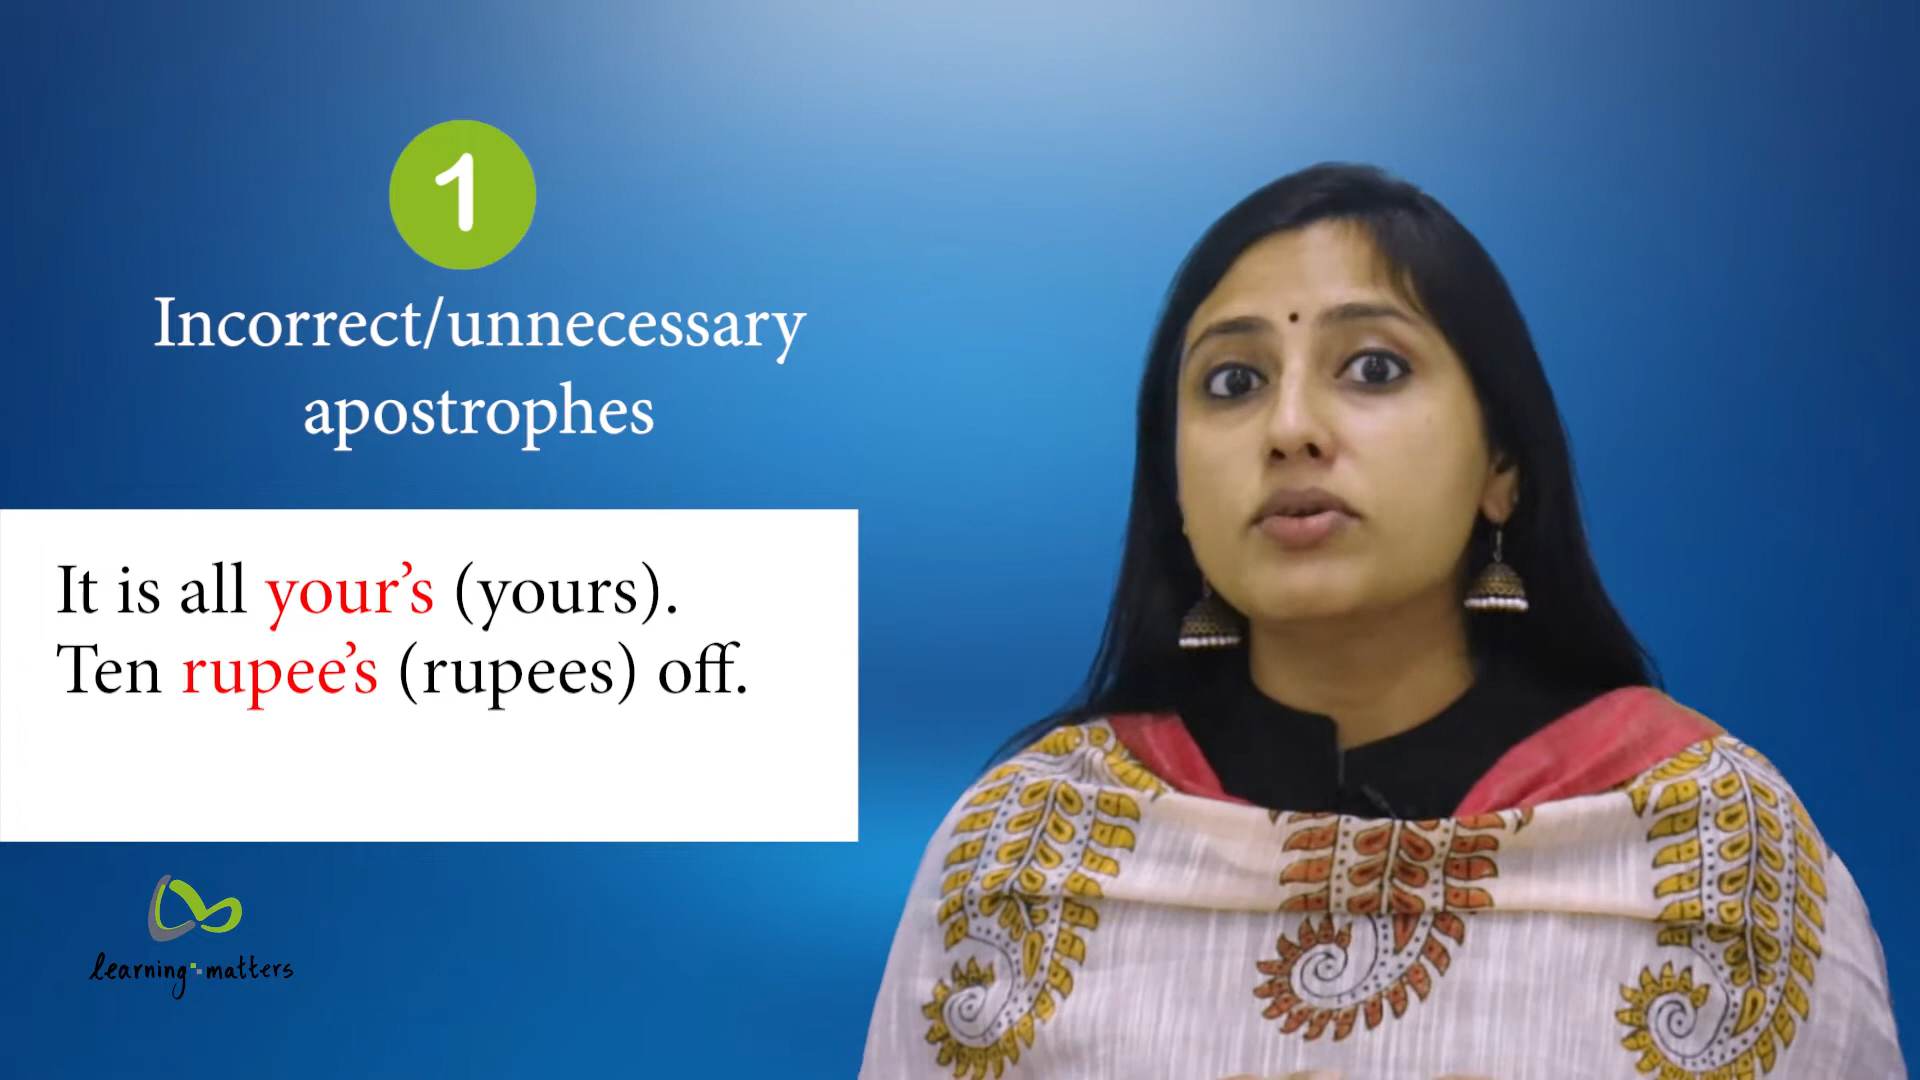 1
Incorrect/unnecessary
apostrophes
It is all your’s (yours).
Ten rupee’s (rupees) off.
learning matters